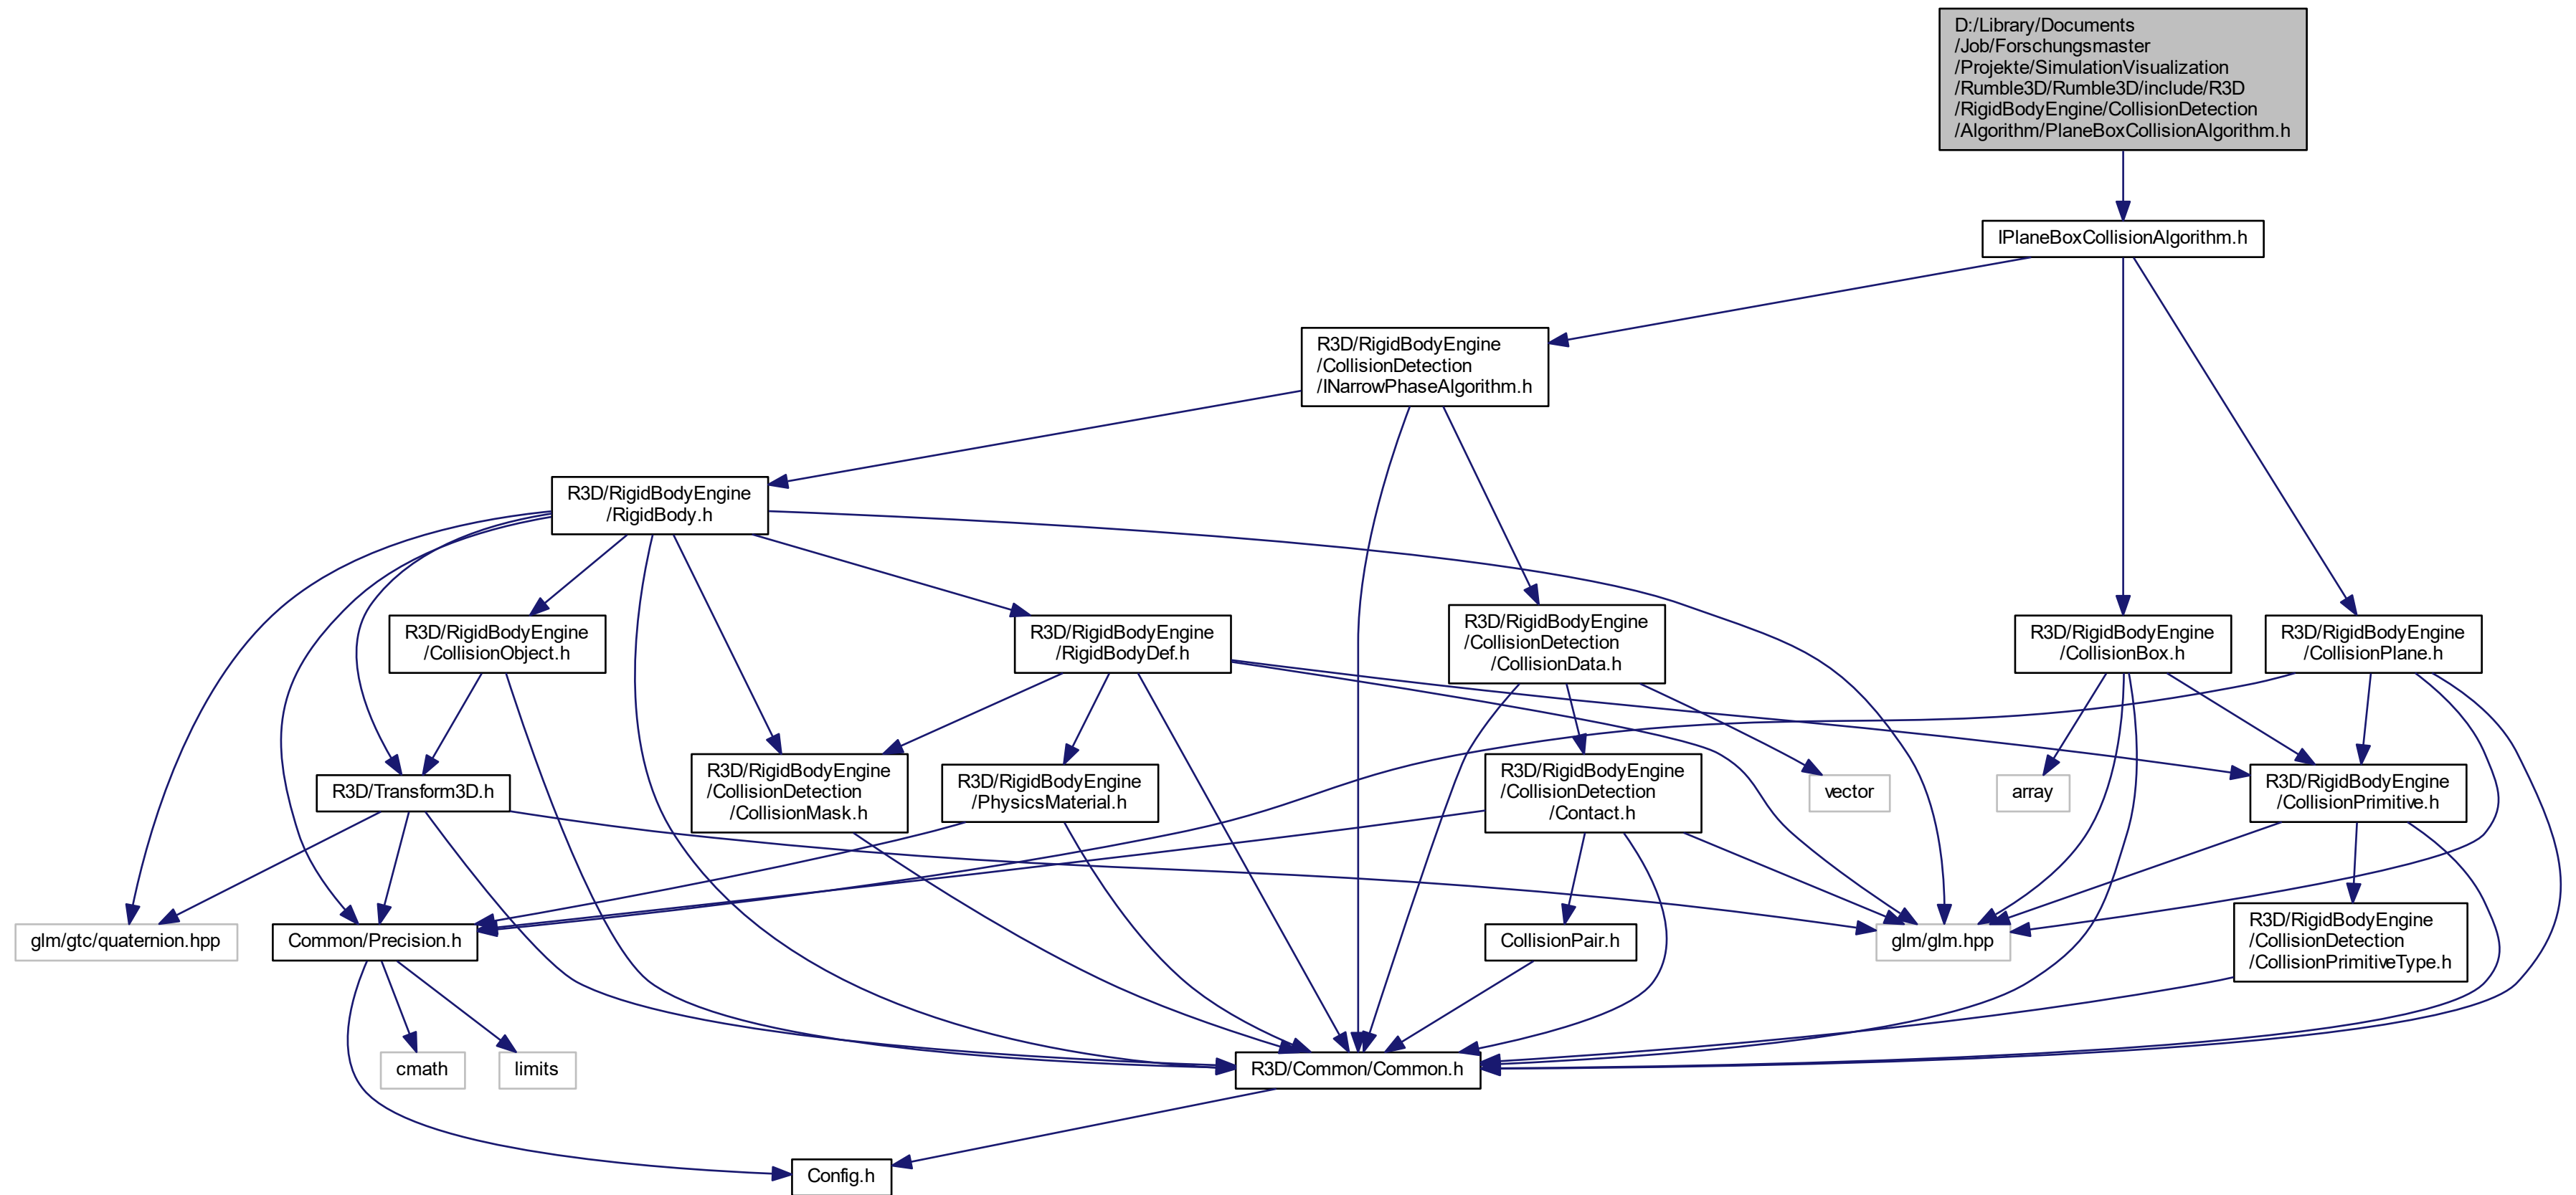 D:/Library/Documents
/Job/Forschungsmaster
/Projekte/SimulationVisualization
/Rumble3D/Rumble3D/include/R3D
/RigidBodyEngine/CollisionDetection
/Algorithm/PlaneBoxCollisionAlgorithm.h
IPlaneBoxCollisionAlgorithm.h
R3D/RigidBodyEngine
/CollisionDetection
/INarrowPhaseAlgorithm.h
R3D/RigidBodyEngine
/RigidBody.h
R3D/RigidBodyEngine
/CollisionObject.h
R3D/RigidBodyEngine
/RigidBodyDef.h
R3D/RigidBodyEngine
/CollisionDetection
/CollisionData.h
R3D/RigidBodyEngine
/CollisionBox.h
R3D/RigidBodyEngine
/CollisionPlane.h
R3D/Transform3D.h
R3D/RigidBodyEngine
/CollisionDetection
/CollisionMask.h
R3D/RigidBodyEngine
/PhysicsMaterial.h
R3D/RigidBodyEngine
/CollisionDetection
/Contact.h
vector
array
R3D/RigidBodyEngine
/CollisionPrimitive.h
glm/gtc/quaternion.hpp
Common/Precision.h
CollisionPair.h
glm/glm.hpp
R3D/RigidBodyEngine
/CollisionDetection
/CollisionPrimitiveType.h
cmath
limits
R3D/Common/Common.h
Config.h